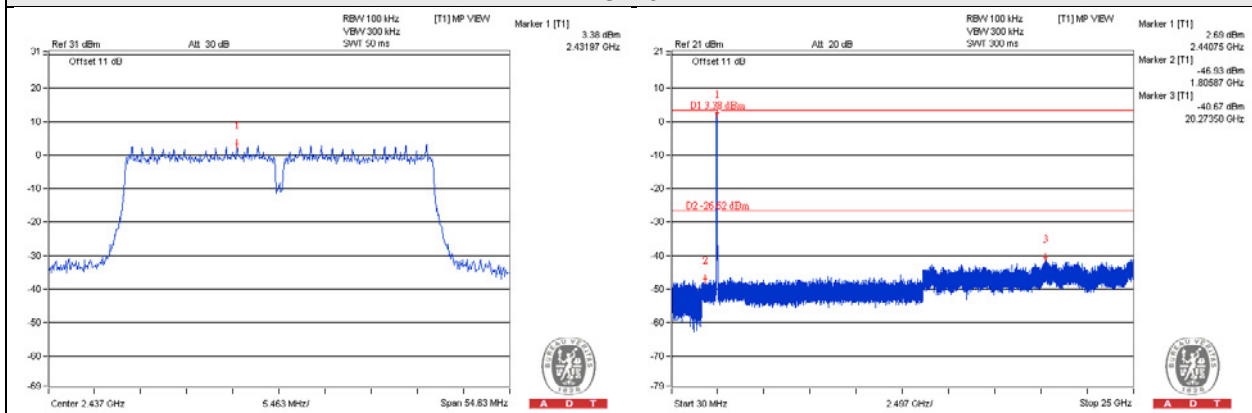 RBW 100 kHz
[T1] MP VIEW
VBW 300 kHz
Ref 31 dBm
Att 30 dB
SWT 50 ms
Marker 1 [T1]
3.38 dBm
2.43197 GHz
31
Offset 11 dB
20
10
1
0
-10
-20
-30
-40
-50
-60
-69
Center 2.437 GHz
5.463 MHz/
Span 54.63 MHz
BUREAU VERITAS
1828
A D T
RBW 100 kHz
[T1] MP VIEW
VBW 300 kHz
Ref 21 dBm
Att 20 dB
SWT 300 ms
Marker 1 [T1]
2.69 dBm
2.44075 GHz
Marker 2 [T1]
-46.93 dBm
1.80587 GHz
Marker 3 [T1]
-40.67 dBm
20.27350 GHz
21
Offset 11 dB
10
1
D1 3.38 dBm
0
-10
-20
D2 -26.62 dBm
-30
-40
2
3
-50
-60
-70
-79
Start 30 MHz
2.497 GHz/
Stop 25 GHz
BUREAU VERITAS
1828
A D T